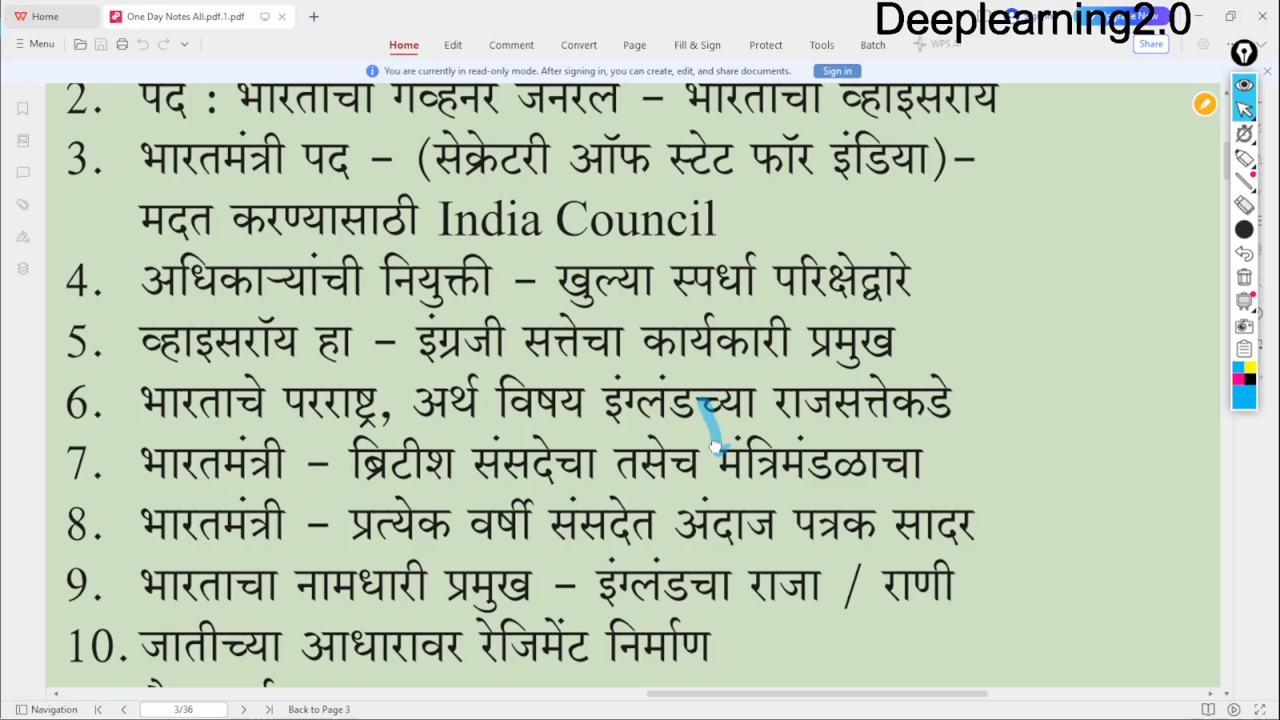 Home
One Day Notes All.pdf.1.pdf
Deeplearning2.0
Menu
Home Edit Comment Convert Page Fill & Sign Protect Tools Batch WPS AI Share
You are currently in read-only mode. After signing in, you can create, edit, and share documents. Sign in
2. पद : भारताचा गव्हर्नर जनरल – भारताचा व्हाइसरॉय
3. भारतमंत्री पद – (सेक्रेटरी ऑफ स्टेट फॉर इंडिया)–
मदत करण्यासाठी India Council
4. अधिकाऱ्यांची नियुक्ती – खुल्या स्पर्धा परिक्षेद्वारे
5. व्हाइसरॉय हा – इंग्रजी सत्तेचा कार्यकारी प्रमुख
6. भारताचे परराष्ट्र, अर्थ विषय इंग्लंडच्या राजसत्तेकडे
7. भारतमंत्री – ब्रिटीश संसदेचा तसेच मंत्रिमंडळाचा
8. भारतमंत्री – प्रत्येक वर्षी संसदेत अंदाज पत्रक सादर
9. भारताचा नामधारी प्रमुख – इंग्लंडचा राजा / राणी
10. जातीच्या आधारावर रेजिमेंट निर्माण
Navigation 3/36 Back to Page 3